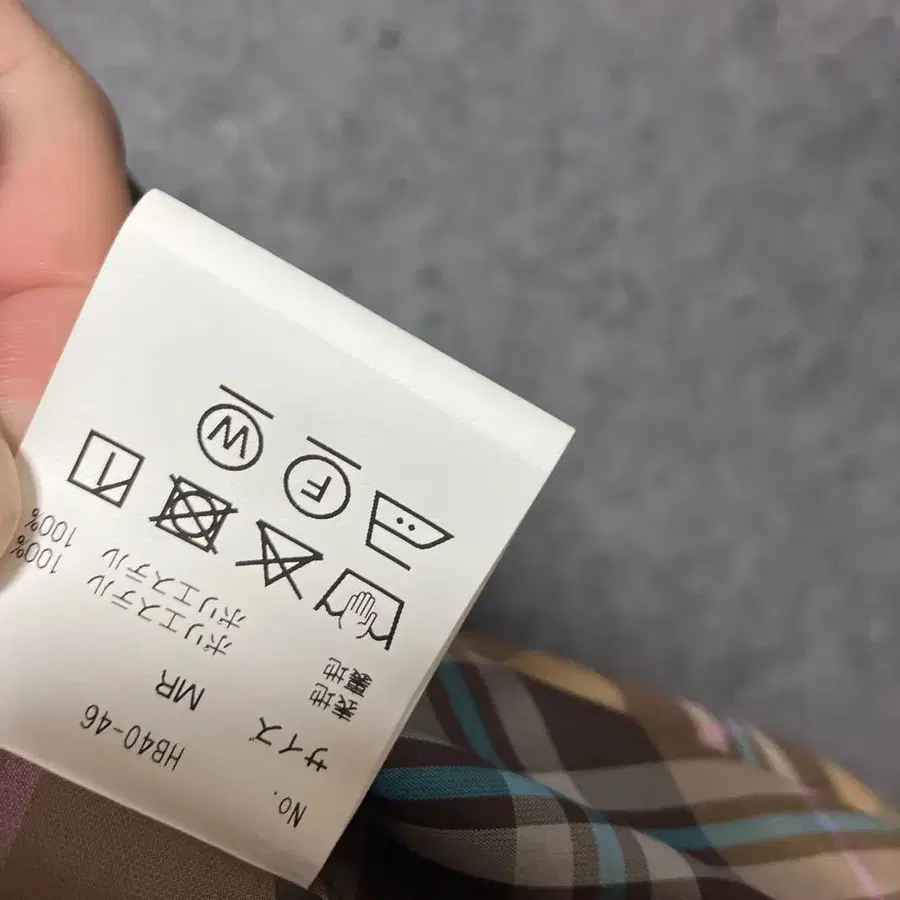 No. HB40-46
サイズ MR
表地 ポリエステル 100%
裏地 ポリエステル 100%
F
W